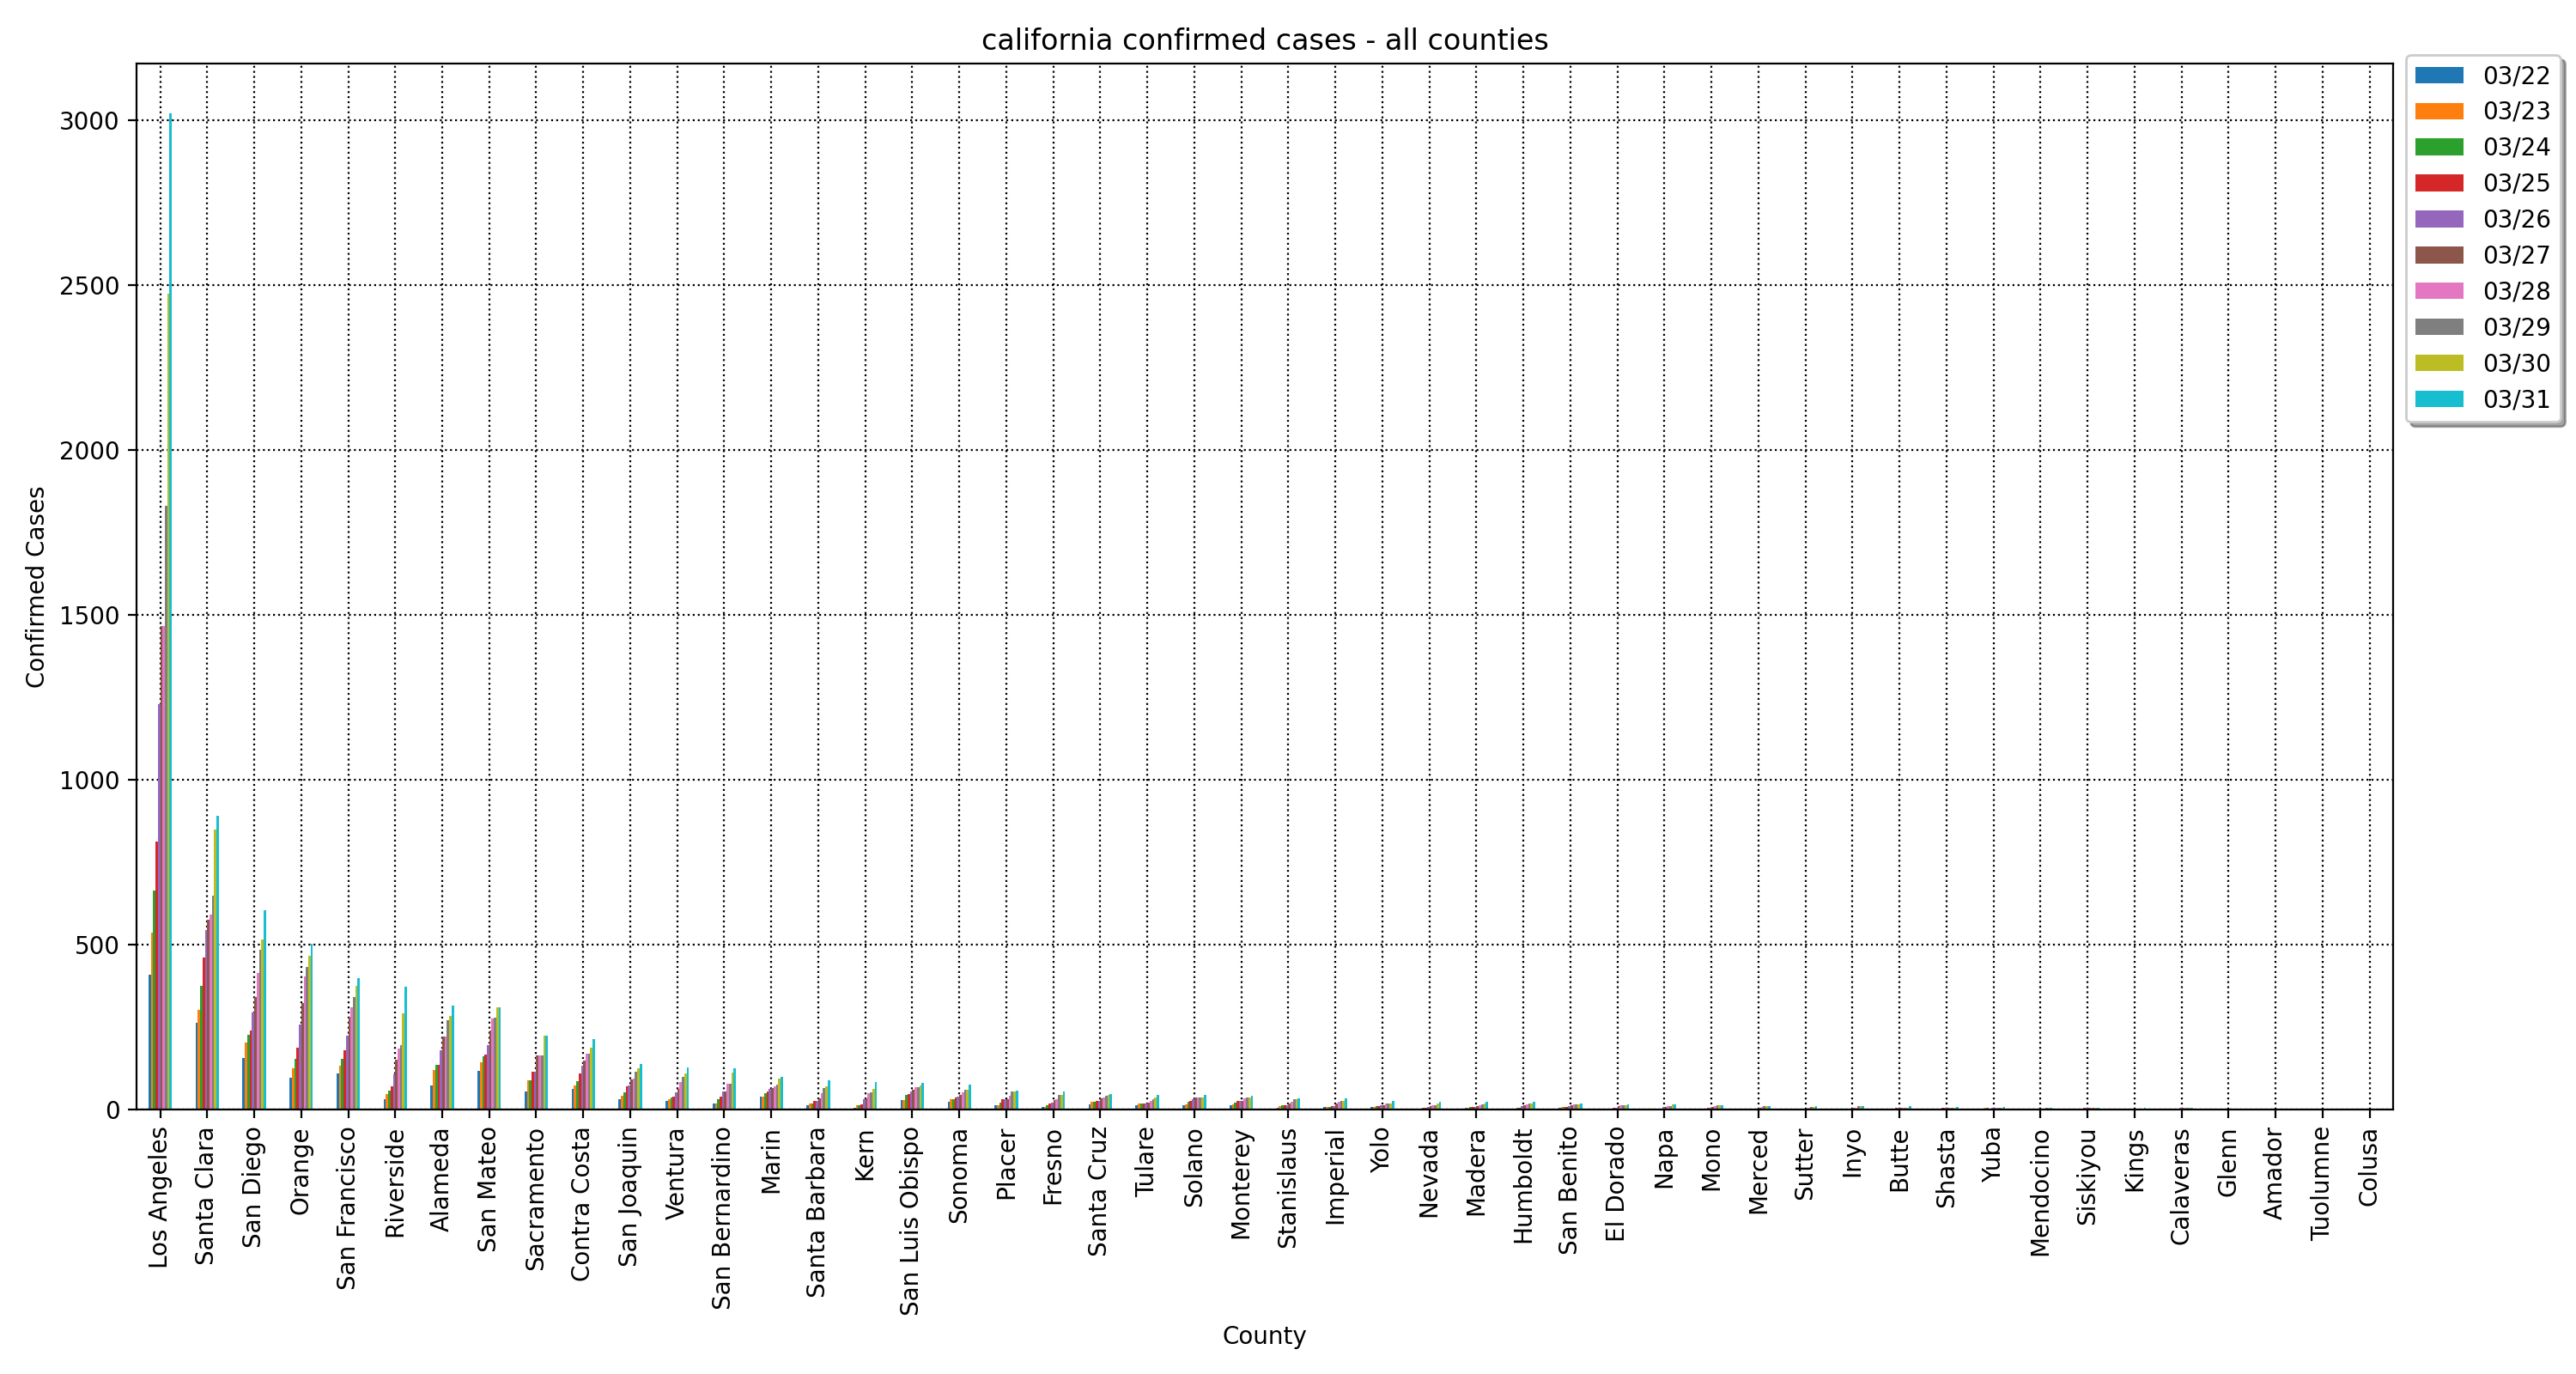 california confirmed cases - all counties
03/22
03/23
03/24
03/25
03/26
03/27
03/28
03/29
03/30
03/31
Confirmed Cases
3000
2500
2000
1500
1000
500
0
Los Angeles
Santa Clara
San Diego
Orange
San Francisco
Riverside
Alameda
San Mateo
Sacramento
Contra Costa
San Joaquin
Ventura
San Bernardino
Marin
Santa Barbara
Kern
San Luis Obispo
Sonoma
Placer
Fresno
Santa Cruz
Tulare
Solano
Monterey
Stanislaus
Imperial
Yolo
Nevada
Madera
Humboldt
San Benito
El Dorado
Napa
Mono
Merced
Sutter
Inyo
Butte
Shasta
Yuba
Mendocino
Siskiyou
Kings
Calaveras
Glenn
Amador
Tuolumne
Colusa
County